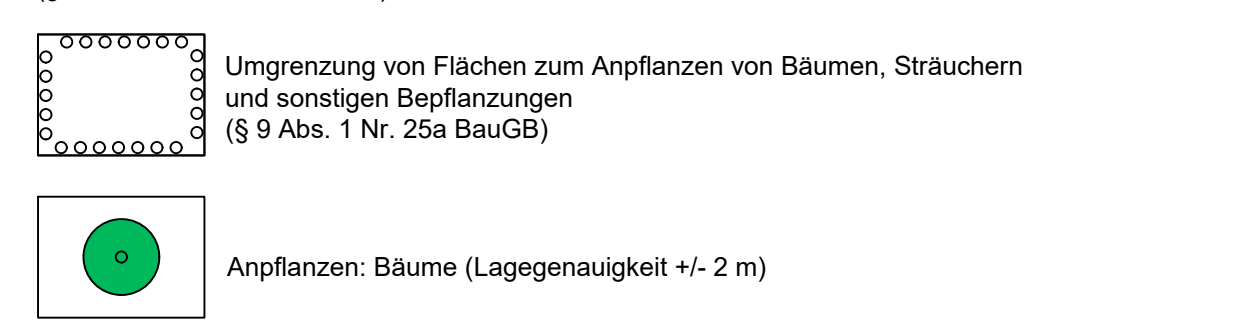 Umgrenzung von Flächen zum Anpflanzen von Bäumen, Sträuchern
und sonstigen Bepflanzungen
(§ 9 Abs. 1 Nr. 25a BauGB)
Anpflanzen: Bäume (Lagegenauigkeit +/- 2 m)